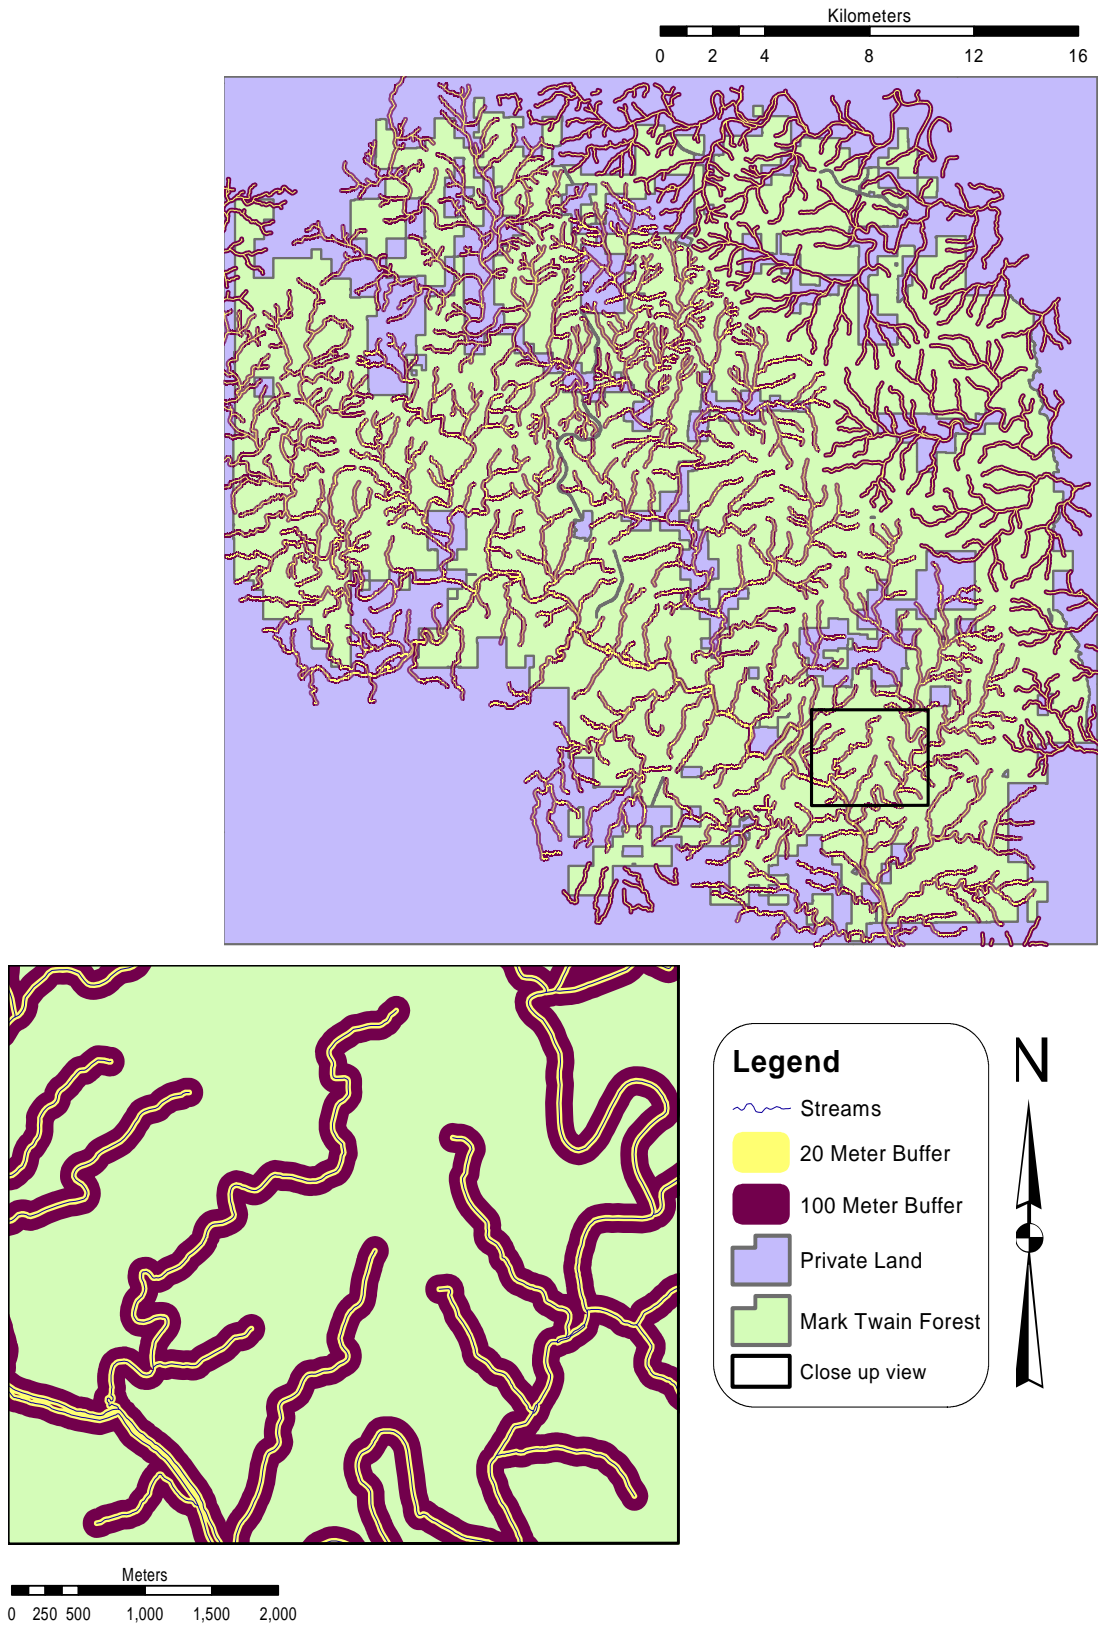 Kilometers
0 2 4 8 12 16
Legend
Streams
20 Meter Buffer
100 Meter Buffer
Private Land
Mark Twain Forest
Close up view
N
Meters
0 250 500 1,000 1,500 2,000